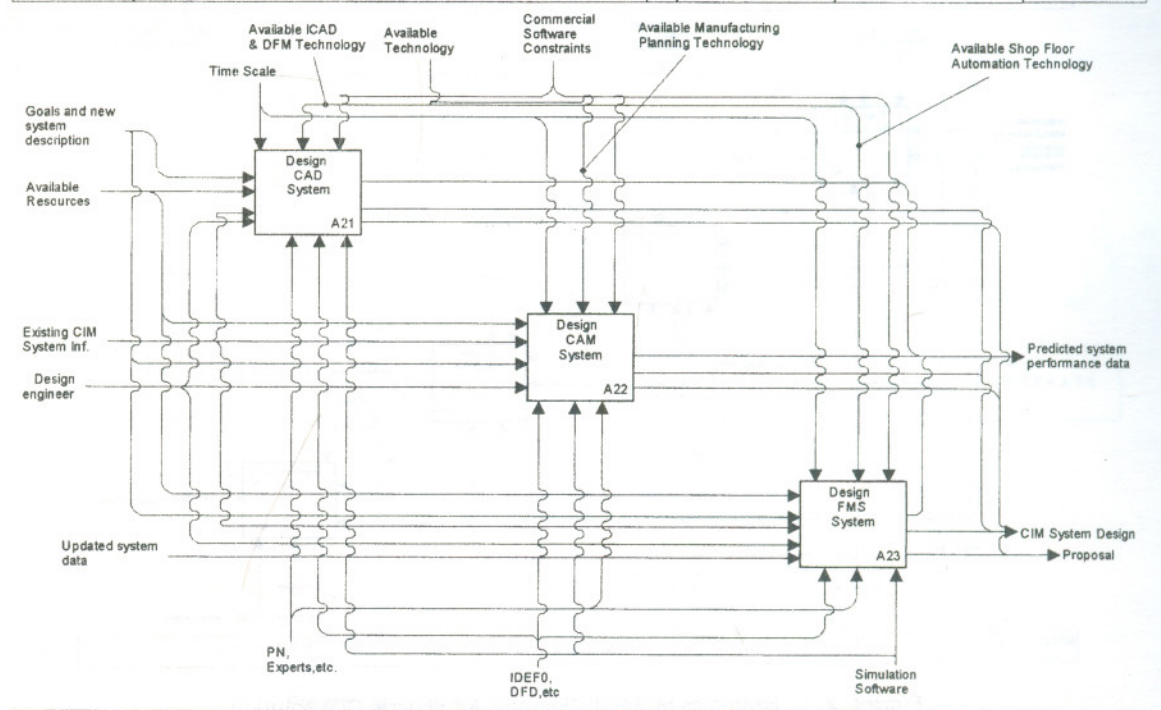 Available ICAD
& DFM Technology
Available
Technology
Commercial
Software
Constraints
Available Manufacturing
Planning Technology
Available Shop Floor
Automation Technology
Time Scale
Goals and new
system
description
Available
Resources
Design
CAD
System
A21
Existing CIM
System Inf.
Design
engineer
Design
CAM
System
A22
Predicted system
performance data
Design
FMS
System
A23
CIM System Design
Proposal
Updated system
data
PN,
Experts,etc.
IDEF0,
DFD,etc
Simulation
Software